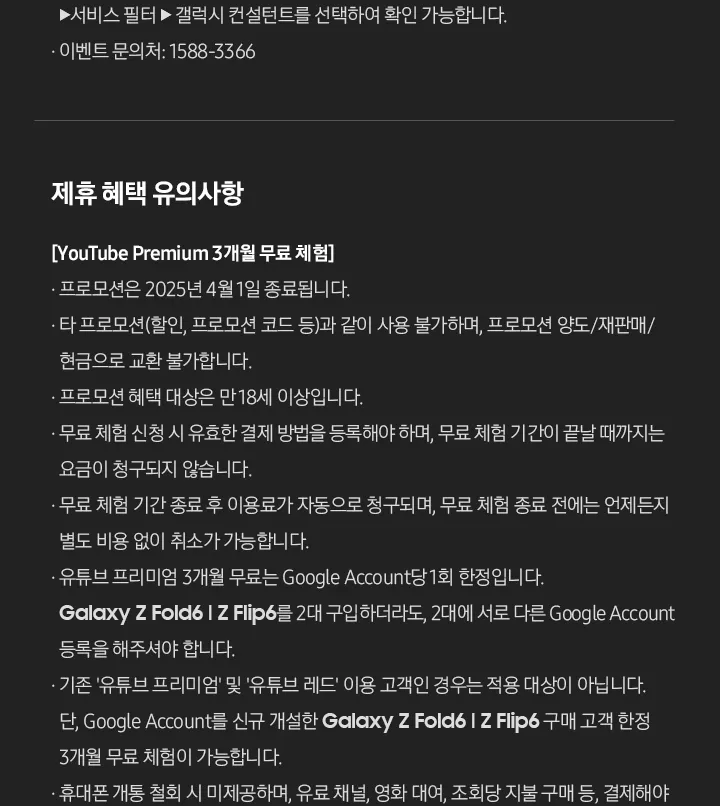 ▶서비스 필터 ▶ 갤럭시 컨설턴트를 선택하여 확인 가능합니다.
· 이벤트 문의처: 1588-3366
제휴 혜택 유의사항
[YouTube Premium 3개월 무료 체험]
· 프로모션은 2025년 4월 1일 종료됩니다.
· 타 프로모션(할인, 프로모션 코드 등)과 같이 사용 불가하며, 프로모션 양도/재판매/
현금으로 교환 불가합니다.
· 프로모션 혜택 대상은 만 18세 이상입니다.
· 무료 체험 신청 시 유효한 결제 방법을 등록해야 하며, 무료 체험 기간이 끝날 때까지는
요금이 청구되지 않습니다.
· 무료 체험 기간 종료 후 이용료가 자동으로 청구되며, 무료 체험 종료 전에는 언제든지
별도 비용 없이 취소가 가능합니다.
· 유튜브 프리미엄 3개월 무료는 Google Account당 1회 한정입니다.
Galaxy Z Fold6 | Z Flip6를 2대 구입하더라도, 2대에 서로 다른 Google Account
등록을 해주셔야 합니다.
· 기존 '유튜브 프리미엄' 및 '유튜브 레드' 이용 고객인 경우는 적용 대상이 아닙니다.
단, Google Account를 신규 개설한 Galaxy Z Fold6 | Z Flip6 구매 고객 한정
3개월 무료 체험이 가능합니다.
· 휴대폰 개통 철회 시 미제공하며, 유료 채널, 영화 대여, 조회당 지불 구매 등, 결제해야